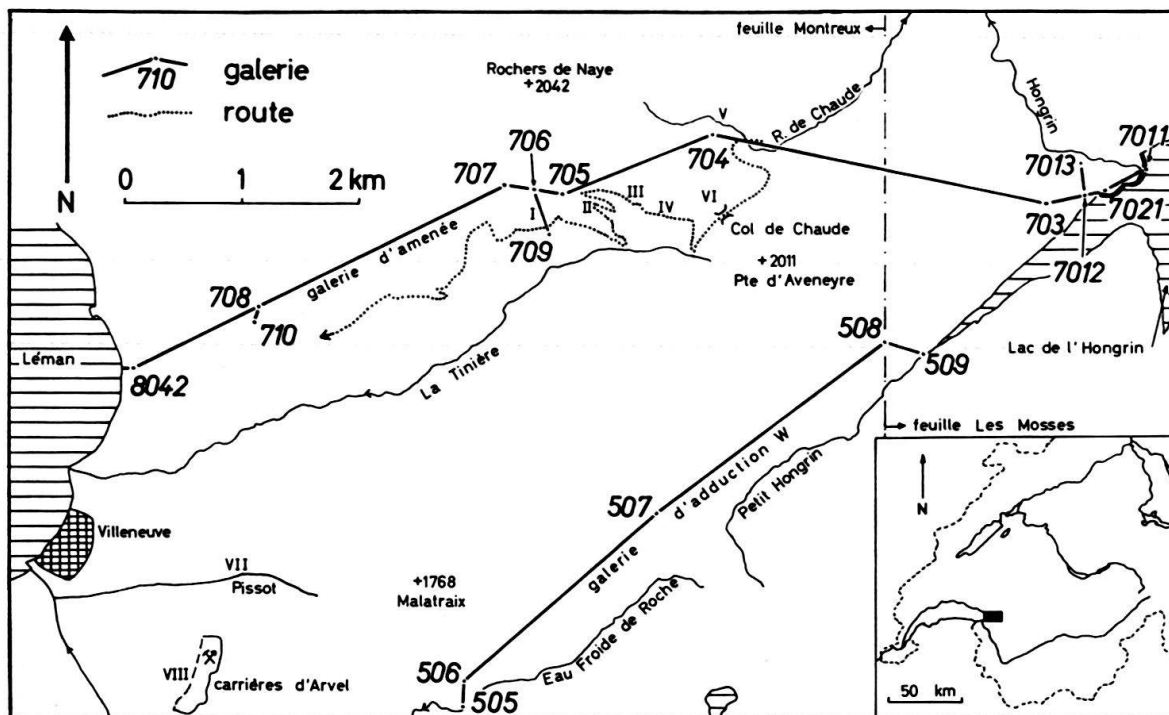 710 galerie
route
0 1 2 km
N
feuille Montreux
Rochers de Naye
+2042
V
R. de Chaude
Hongrin
706
707
705
704
7013
7011
I
II
III
IV
VI
Col de Chaude
703
7021
709
7012
galerie d'amenée
+2011
Pte d'Aveneyre
708
710
508
509
Lac de l'Hongrin
Léman
8042
La Tinière
feuille Les Mosses
galerie d'adduction W
Petit Hongrin
507
Villeneuve
VII
Pissot
+1768
Malatraix
Eau Froide de Roche
506
505
VIII
carrières d'Arvel
N
50 km